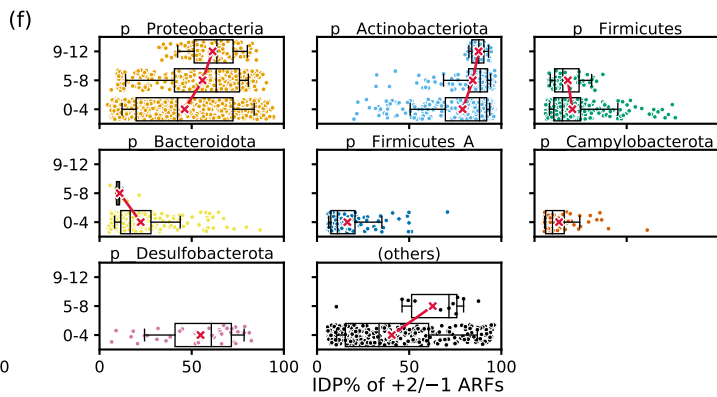 (f)
p__Proteobacteria
p__Actinobacteriota
p__Firmicutes
9-12
5-8
0-4
p__Bacteroidota
p__Firmicutes_A
p__Campylobacterota
9-12
5-8
0-4
p__Desulfobacterota
(others)
9-12
5-8
0-4
0
0 50 100
0 50 100
IDP% of +2/−1 ARFs